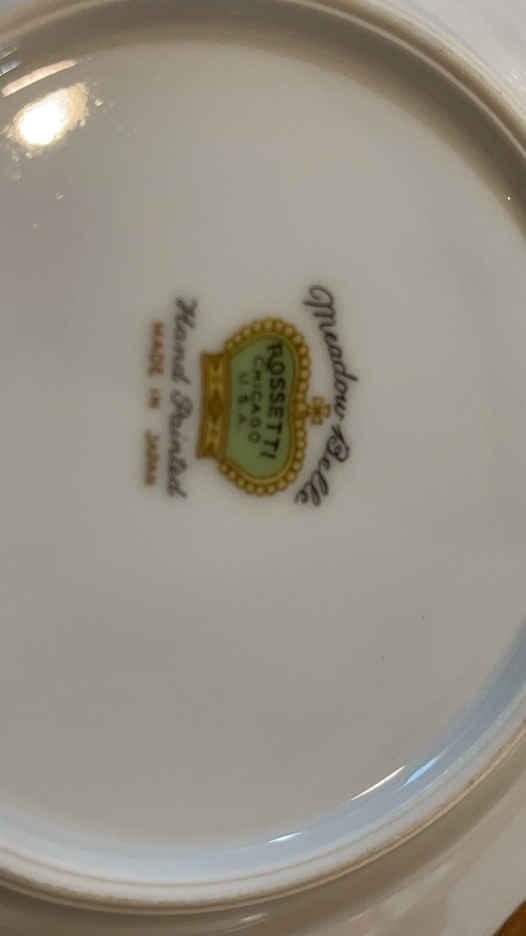 Meadow Belle
ROSSETTI
CHICAGO
U.S.A.
Hand Painted
MADE IN JAPAN